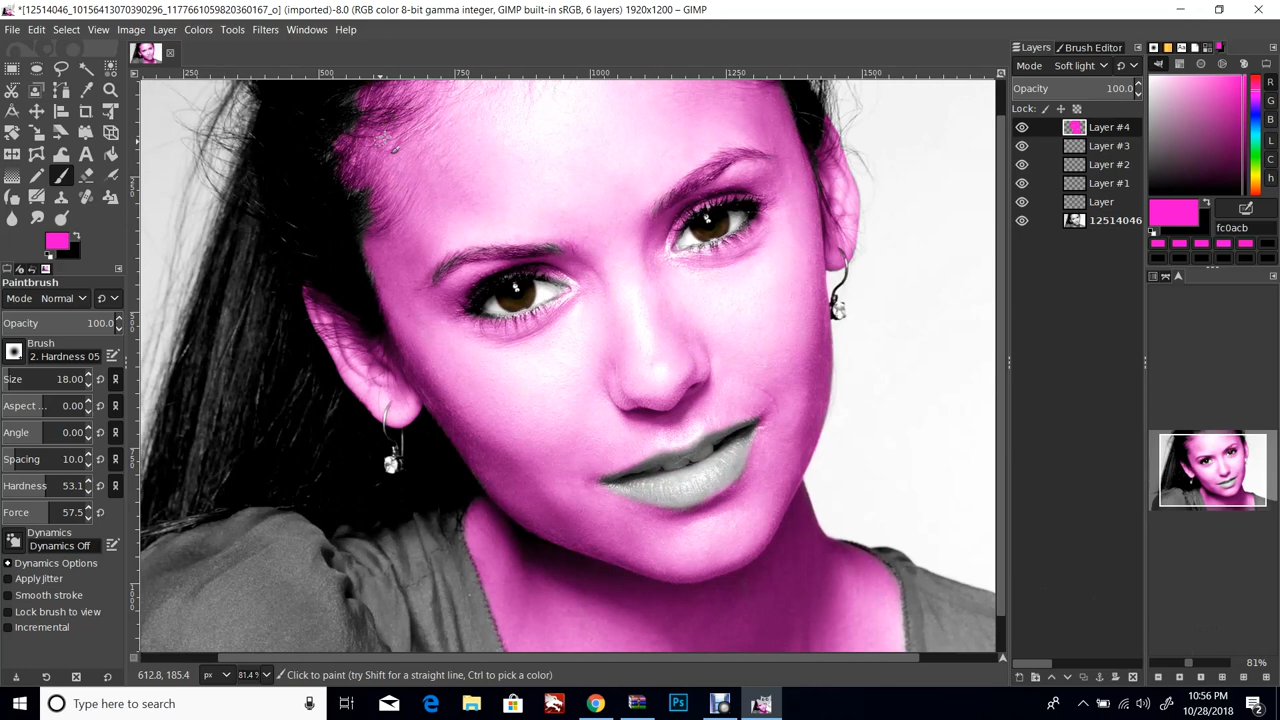 *[12514046_10156413070390296_1177661059820360167_o] (imported)-8.0 (RGB color 8-bit gamma integer, GIMP built-in sRGB, 6 layers) 1920x1200 – GIMP
File Edit Select View Image Layer Colors Tools Filters Windows Help
250 500 750 1000 1250 1500
Layers Brush Editor
Mode Soft light
Opacity 100.0
Lock:
Layer #4
Layer #3
Layer #2
Layer #1
Layer
12514046
R
G
B
L
C
h
fc0acb
Paintbrush
Mode Normal
Opacity 100.0
Brush
2. Hardness 05
Size 18.00
Aspect ... 0.00
Angle 0.00
Spacing 10.0
Hardness 53.1
Force 57.5
Dynamics
Dynamics Off
Dynamics Options
Apply Jitter
Smooth stroke
Lock brush to view
Incremental
612.8, 185.4 px 81.4 Click to paint (try Shift for a straight line, Ctrl to pick a color)
81%
Type here to search
Ps
10:56 PM
10/28/2018
2